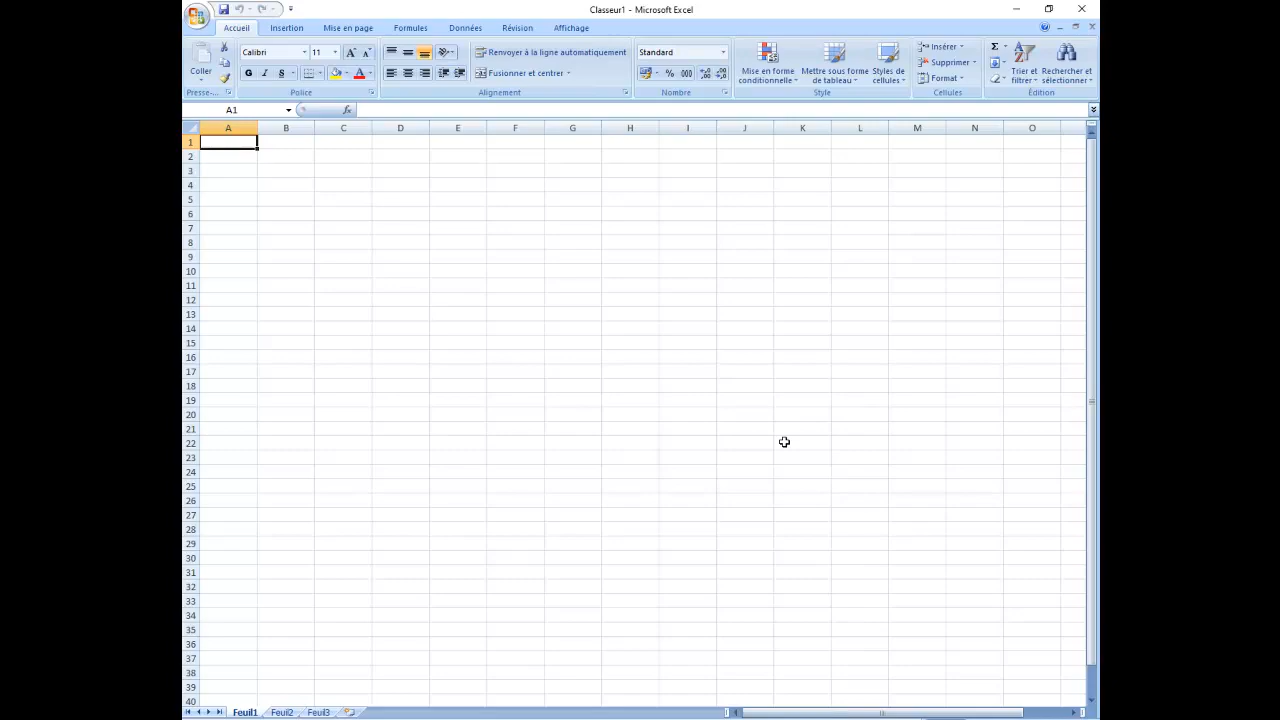 Classeur1 - Microsoft Excel
Accueil Insertion Mise en page Formules Données Révision Affichage
Coller
Calibri 11
G I S
Renvoyer à la ligne automatiquement
Fusionner et centrer
Standard
% 000
Mise en forme conditionnelle
Mettre sous forme de tableau
Styles de cellules
Insérer
Supprimer
Format
Σ
Trier et filtrer
Rechercher et sélectionner
Presse-... Police Alignement Nombre Style Cellules Édition
A1 fx
A B C D E F G H I J K L M N O
1
2
3
4
5
6
7
8
9
10
11
12
13
14
15
16
17
18
19
20
21
22
23
24
25
26
27
28
29
30
31
32
33
34
35
36
37
38
39
40
Feuil1 Feuil2 Feuil3